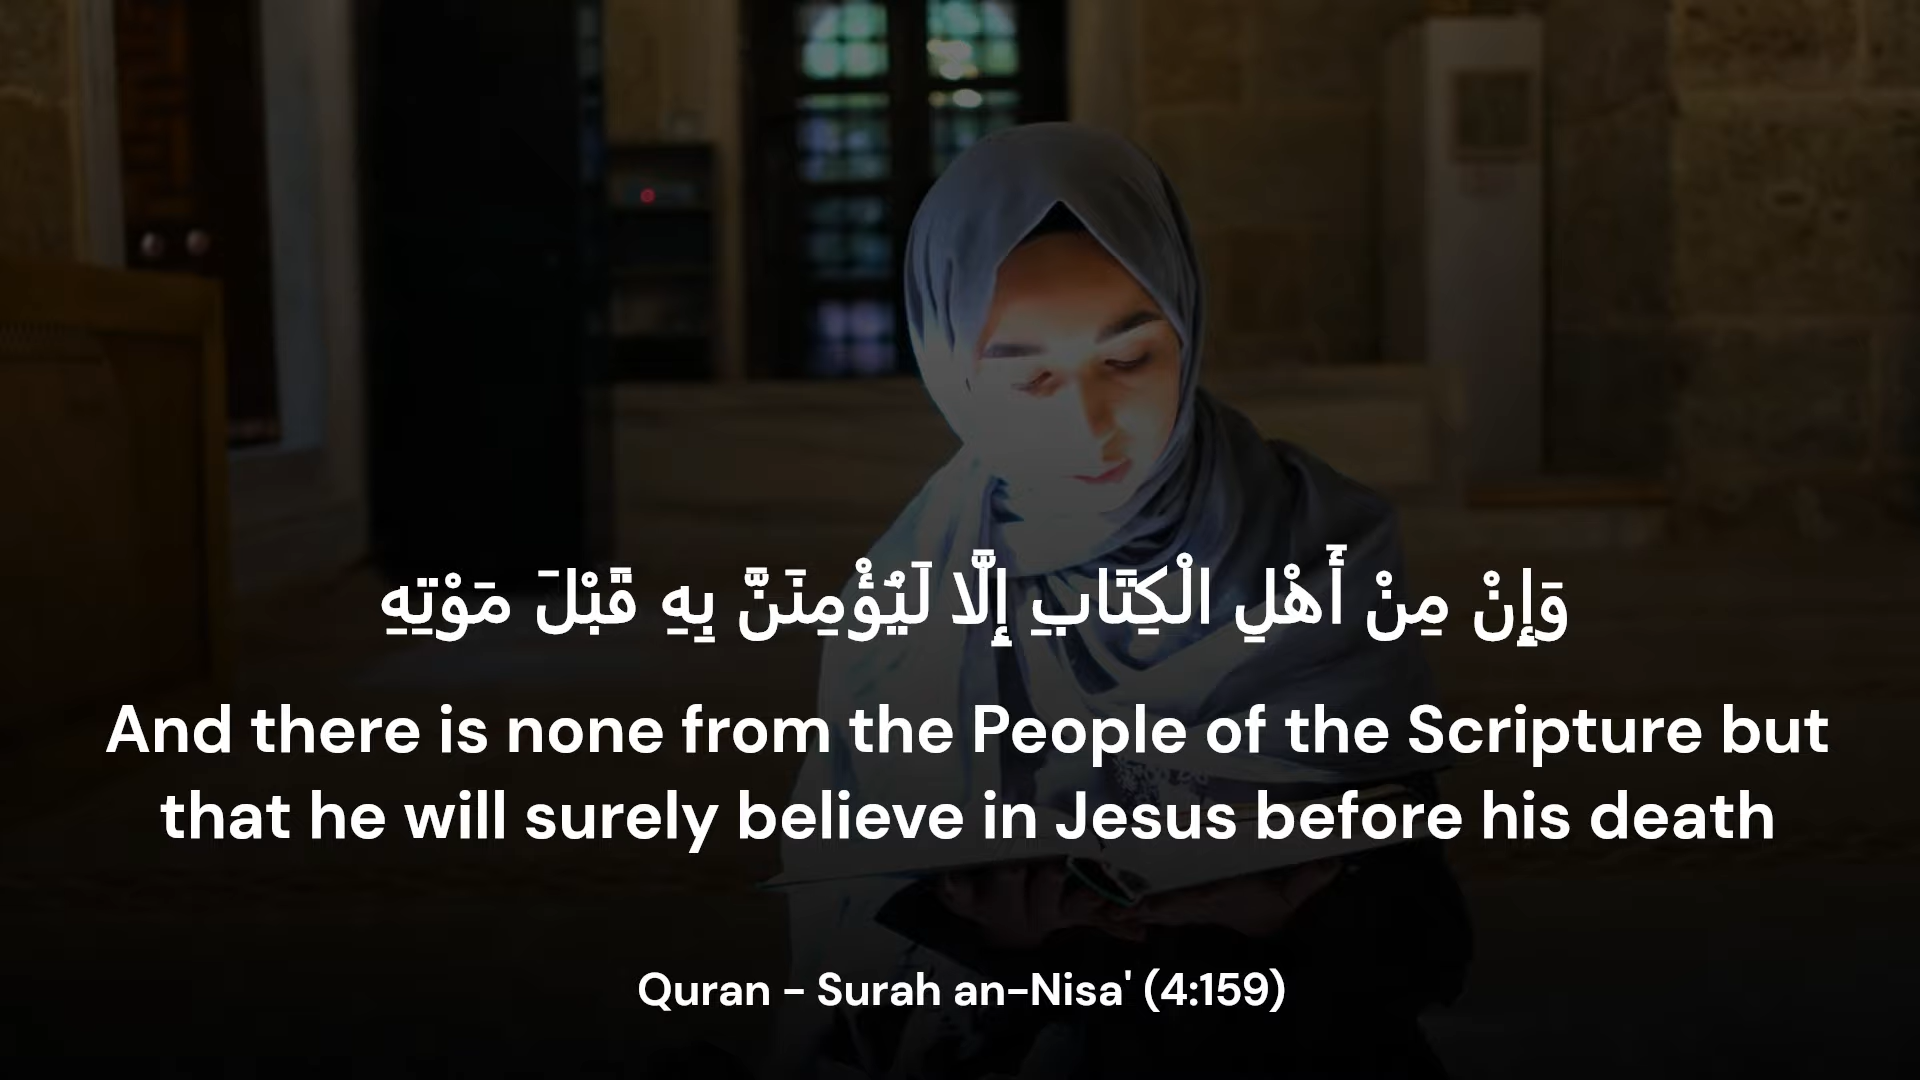 وَإِنْ مِنْ أَهْلِ الْكِتَابِ إِلَّا لَيُؤْمِنَنَّ بِهِ قَبْلَ مَوْتِهِ
And there is none from the People of the Scripture but
that he will surely believe in Jesus before his death
Quran - Surah an-Nisa' (4:159)